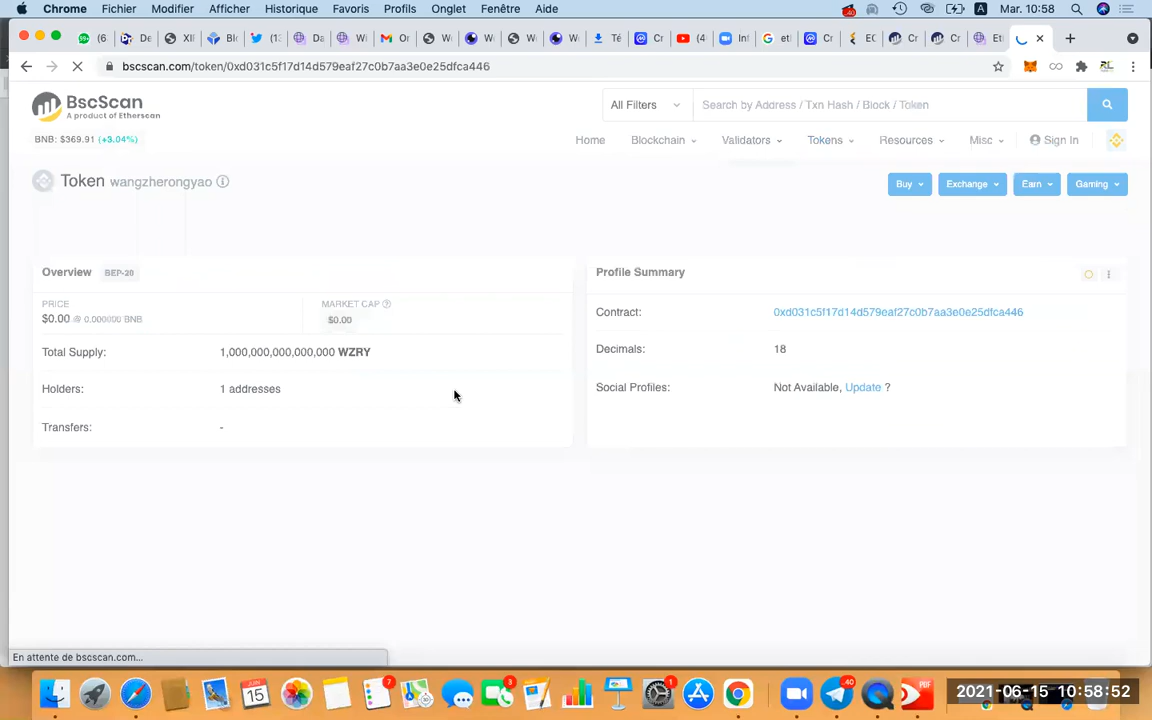 Chrome Fichier Modifier Afficher Historique Favoris Profils Onglet Fenêtre Aide Mar. 10:58
bscscan.com/token/0xd031c5f17d14d579eaf27c0b7aa3e0e25dfca446
BscScan
A product of Etherscan
All Filters Search by Address / Txn Hash / Block / Token
BNB: $369.91 (+3.04%)
Home Blockchain Validators Tokens Resources Misc Sign In
Token wangzherongyao
Buy Exchange Earn Gaming
Overview BEP-20
PRICE
$0.00 @ 0.000000 BNB
MARKET CAP
$0.00
Total Supply: 1,000,000,000,000,000 WZRY
Holders: 1 addresses
Transfers: -
Profile Summary
Contract: 0xd031c5f17d14d579eaf27c0b7aa3e0e25dfca446
Decimals: 18
Social Profiles: Not Available, Update ?
En attente de bscscan.com...
2021-06-15 10:58:52